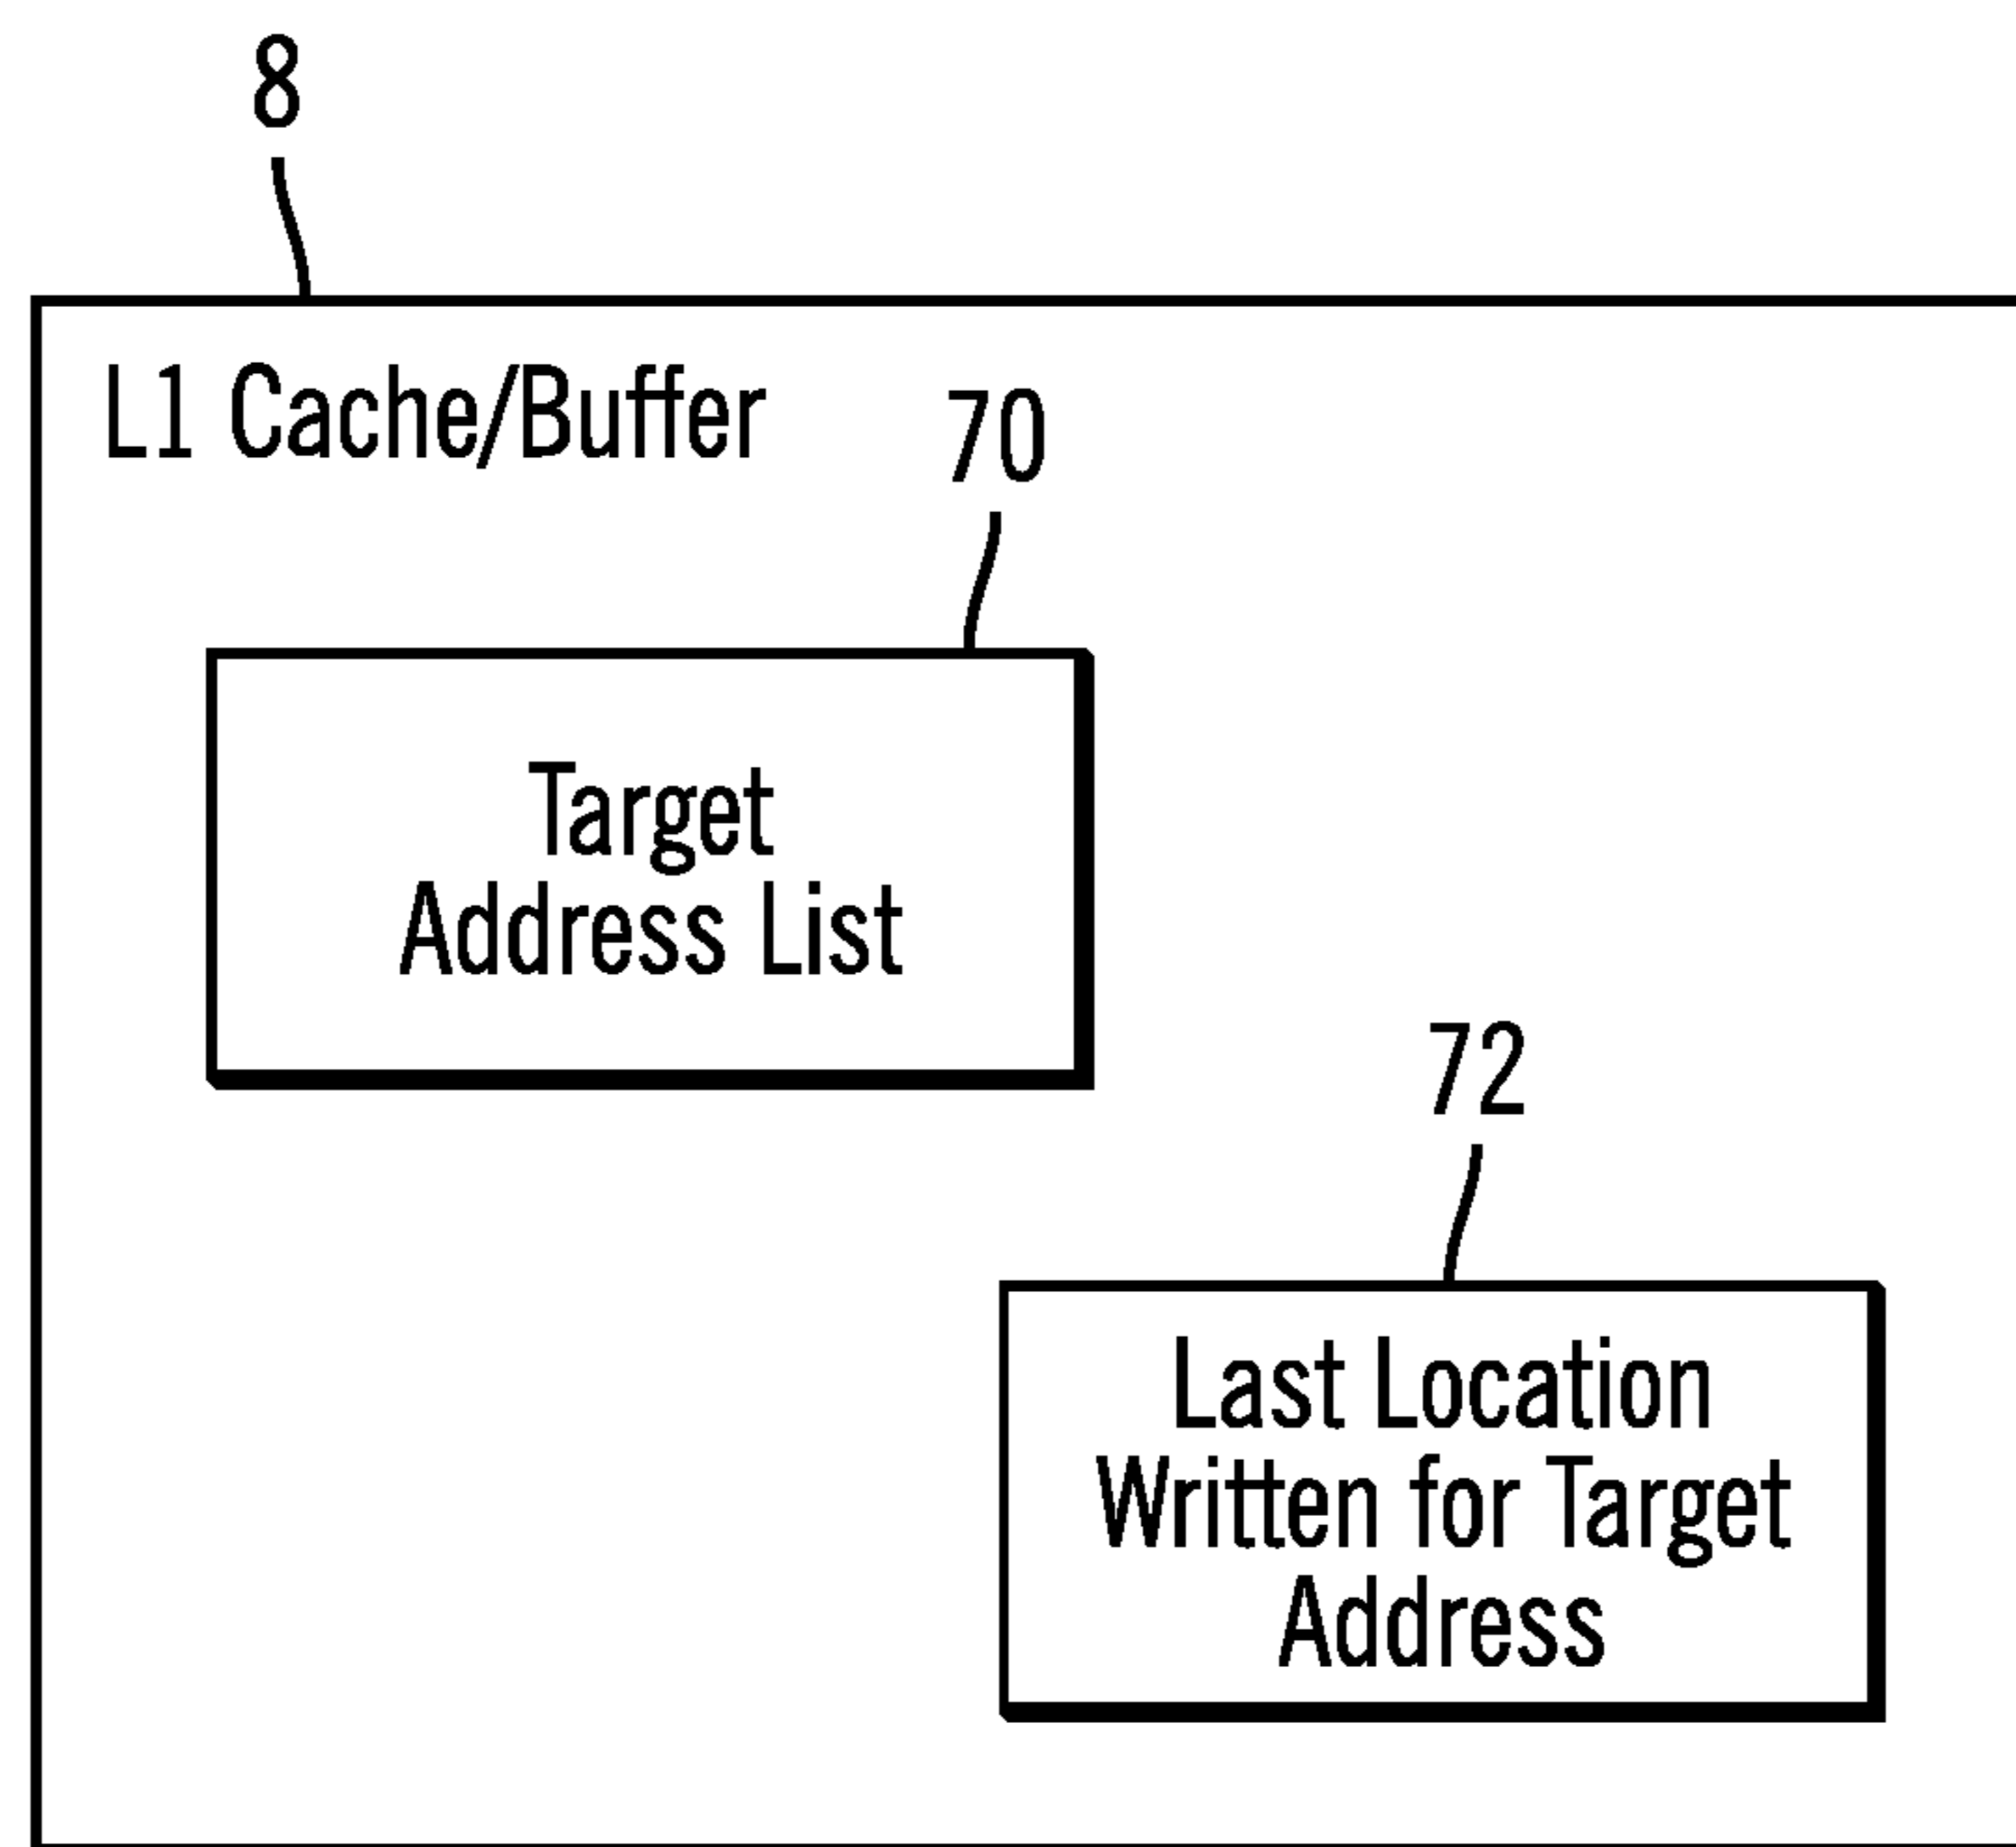 8
L1 Cache/Buffer
70
Target
Address List
72
Last Location
Written for Target
Address